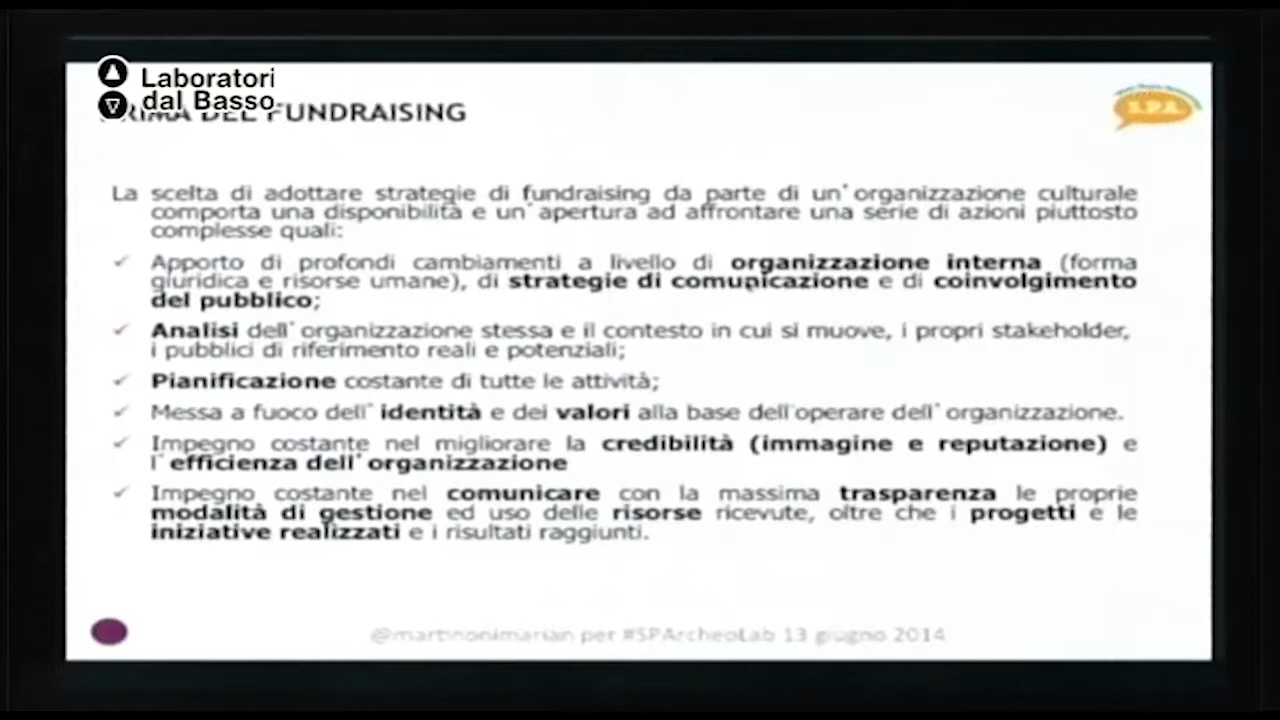 Laboratori
dal Basso
PRIMA DEL FUNDRAISING
La scelta di adottare strategie di fundraising da parte di un'organizzazione culturale
comporta una disponibilità e un'apertura ad affrontare una serie di azioni piuttosto
complesse quali:
✓ Apporto di profondi cambiamenti a livello di organizzazione interna (forma
giuridica e risorse umane), di strategie di comunicazione e di coinvolgimento
del pubblico;
✓ Analisi dell'organizzazione stessa e il contesto in cui si muove, i propri stakeholder,
i pubblici di riferimento reali e potenziali;
✓ Pianificazione costante di tutte le attività;
✓ Messa a fuoco dell'identità e dei valori alla base dell'operare dell'organizzazione.
✓ Impegno costante nel migliorare la credibilità (immagine e reputazione) e
l'efficienza dell'organizzazione
✓ Impegno costante nel comunicare con la massima trasparenza le proprie
modalità di gestione ed uso delle risorse ricevute, oltre che i progetti e le
iniziative realizzati e i risultati raggiunti.
@martinonimarian per #SPArcheoLab 13 giugno 2014